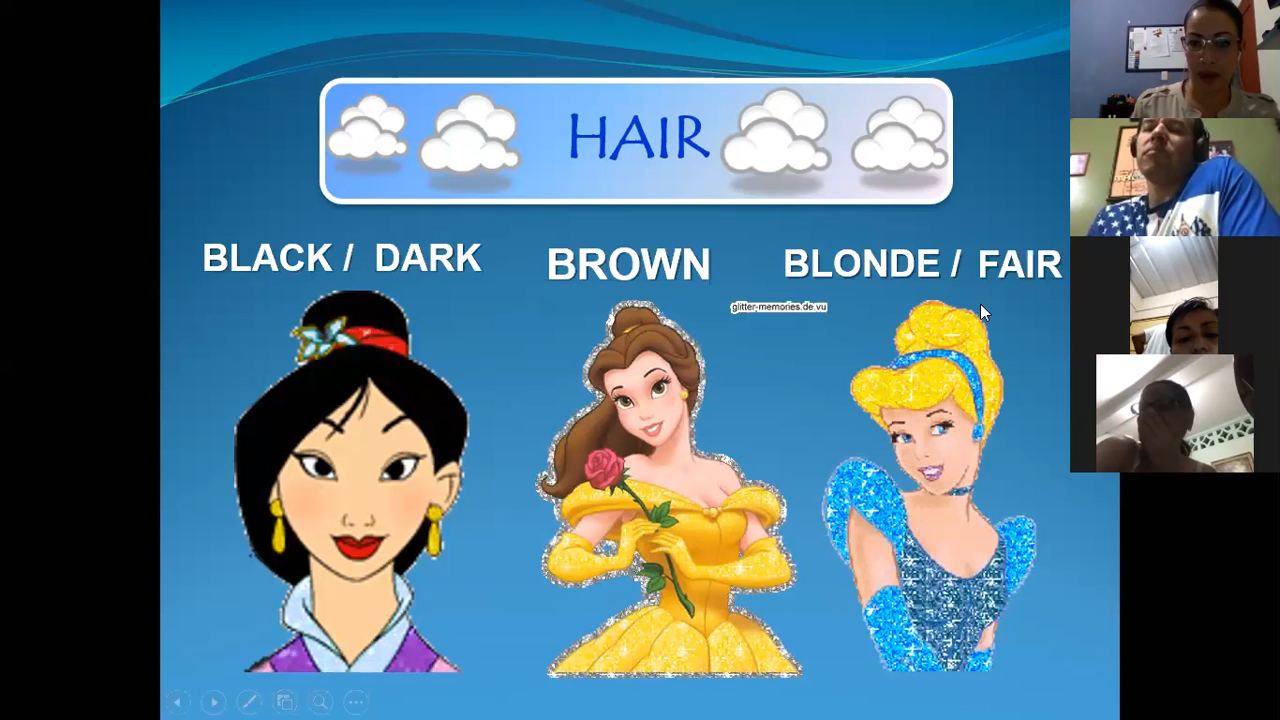 HAIR
BLACK / DARK
BROWN
BLONDE / FAIR
glitter-memories.de.vu